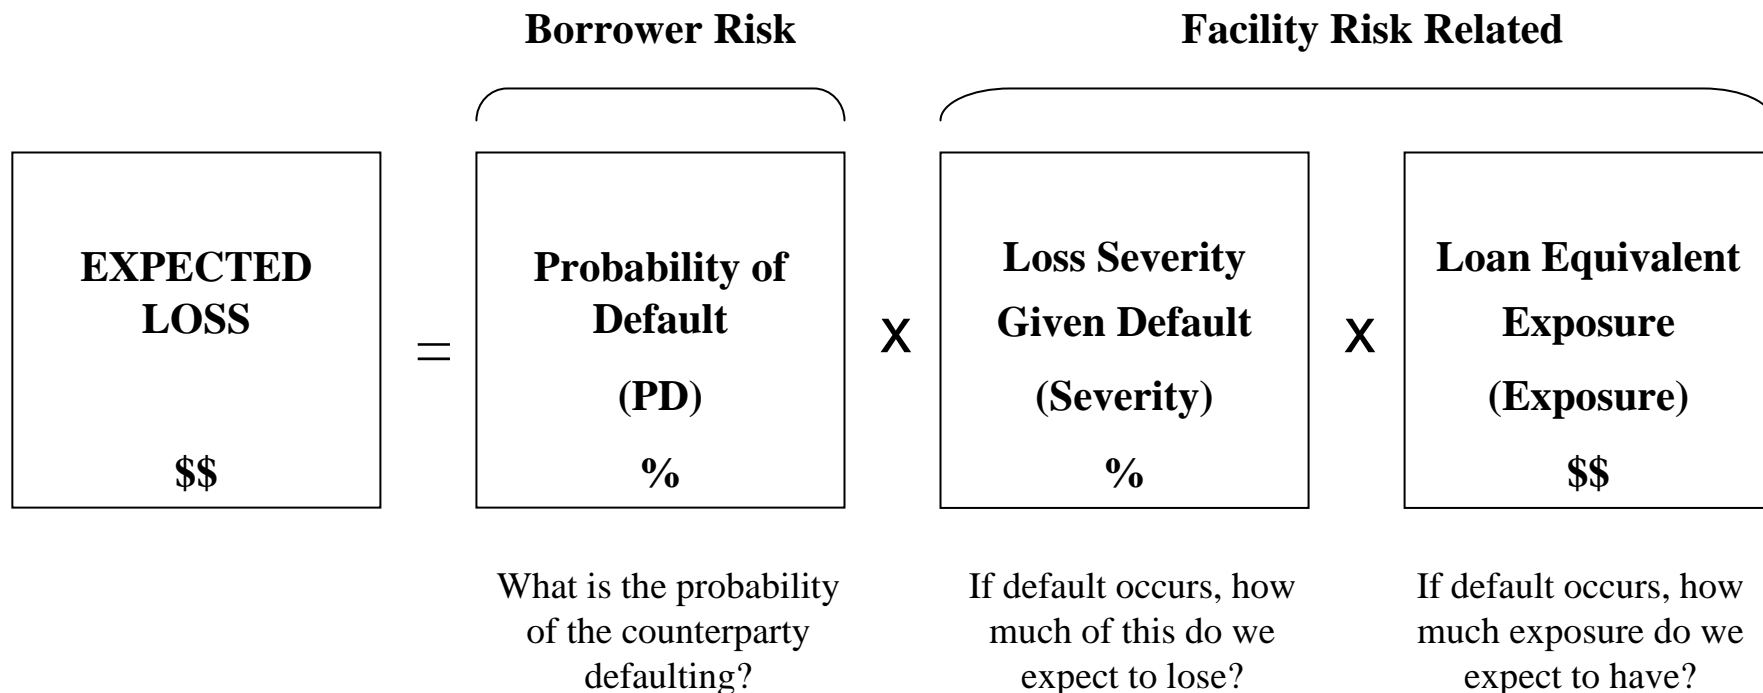 Borrower Risk
Facility Risk Related
EXPECTED
LOSS
$$
=
Probability of
Default
(PD)
%
x
Loss Severity
Given Default
(Severity)
%
x
Loan Equivalent
Exposure
(Exposure)
$$
What is the probability
of the counterparty
defaulting?
If default occurs, how
much of this do we
expect to lose?
If default occurs, how
much exposure do we
expect to have?